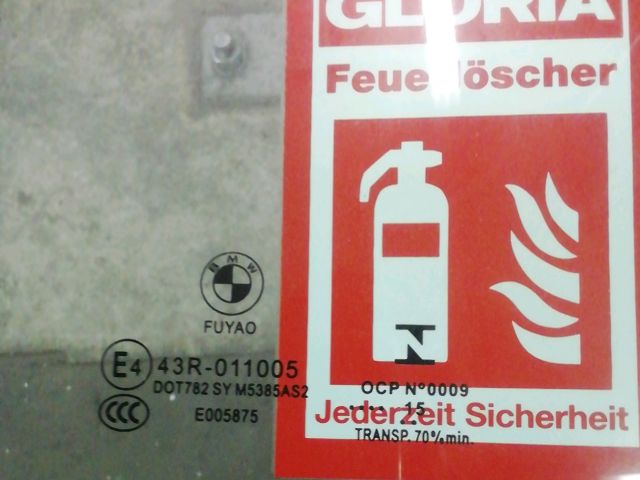 GLORIA
Feuerlöscher
BMW
FUYAO
E4 43R-011005
DOT782 SY M5385AS2
CCC E005875
OCP N°0009
.... 15
..
TRANSP. 70% min.
Jederzeit Sicherheit